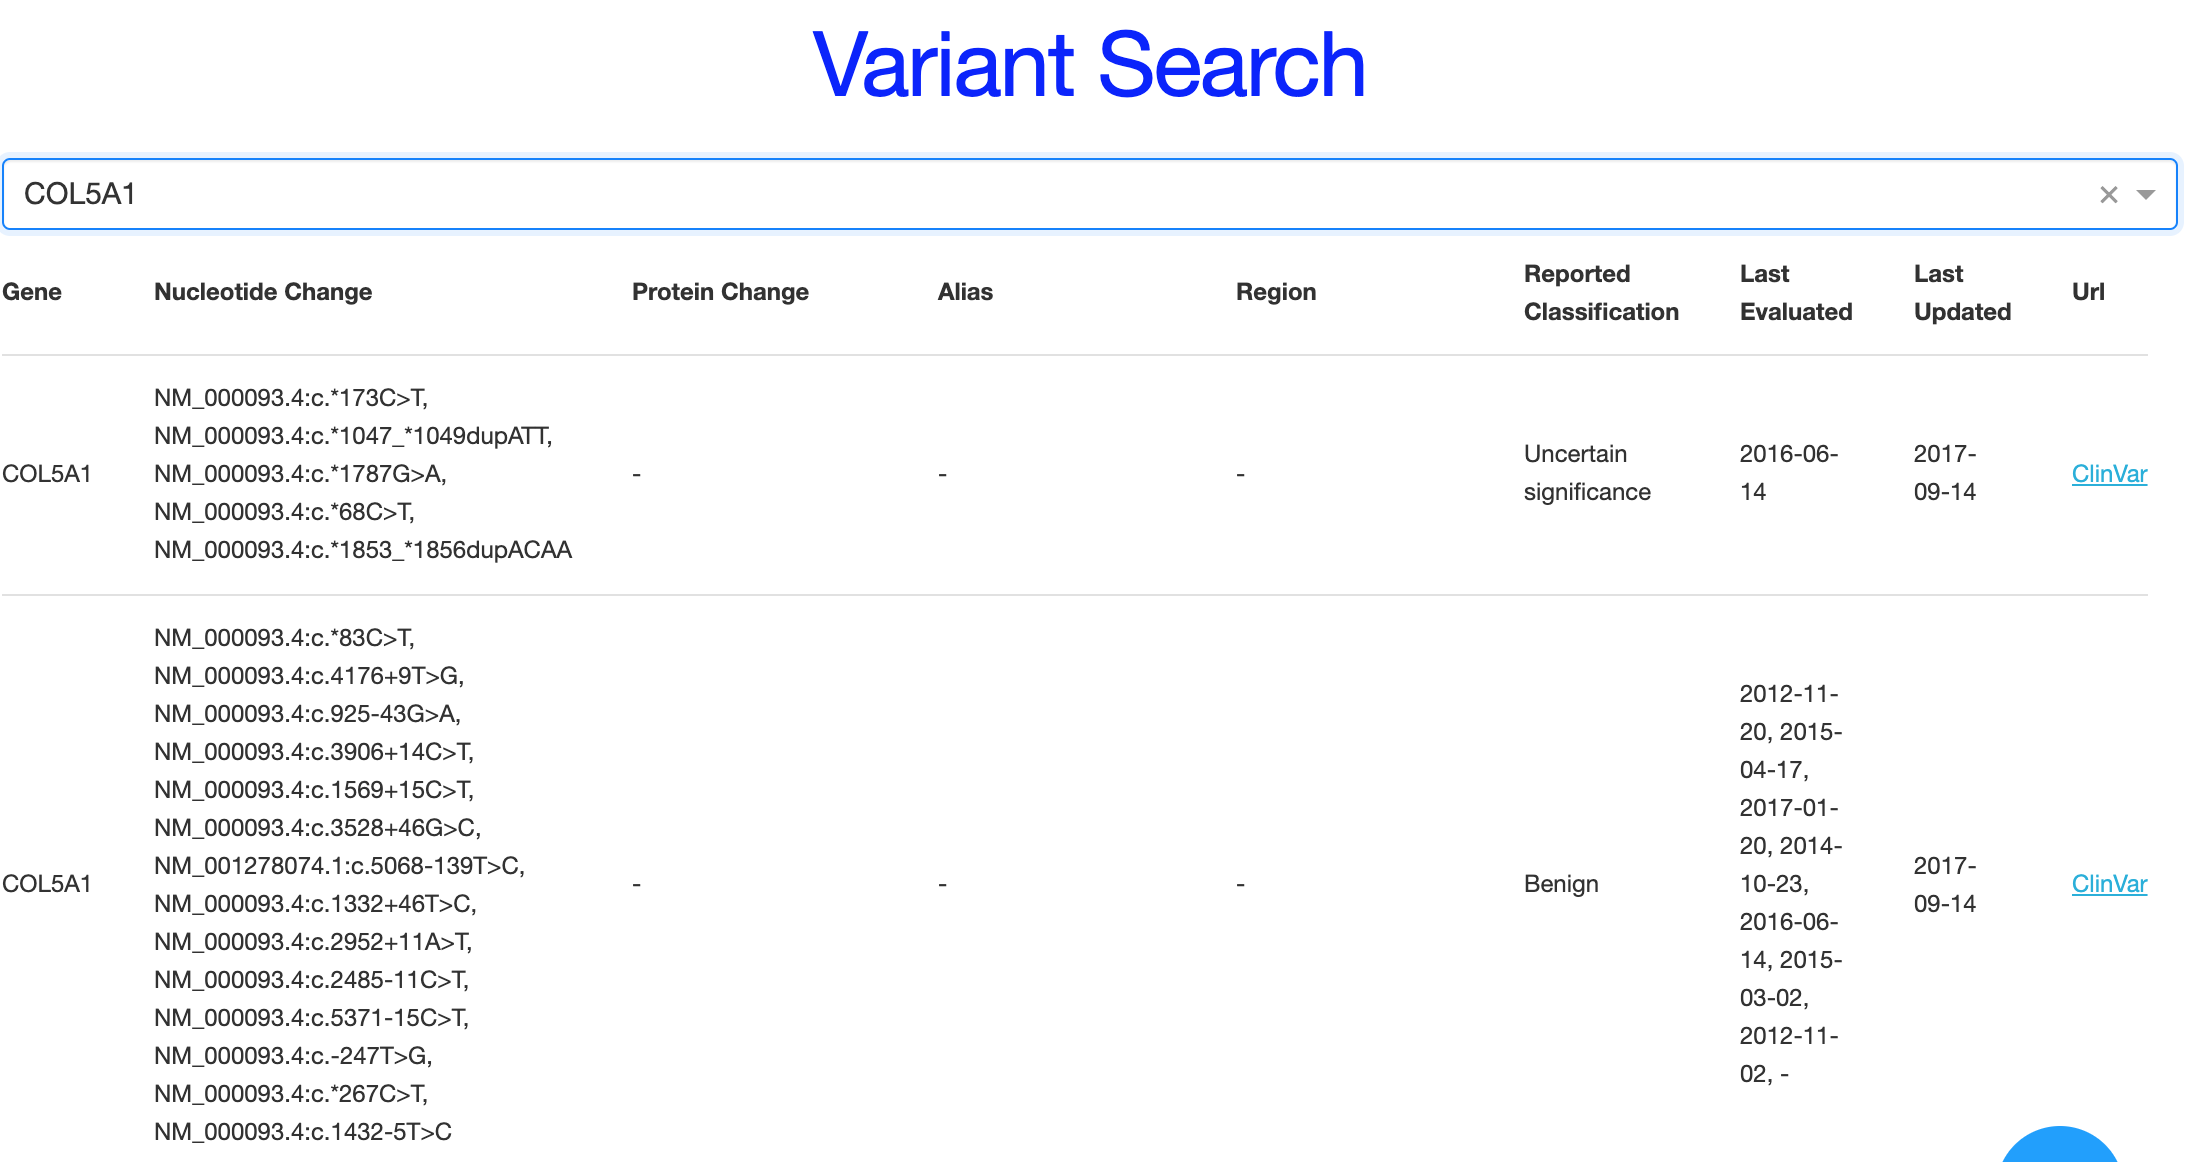 Variant Search
COL5A1
Gene
Nucleotide Change
Protein Change
Alias
Region
Reported
Classification
Last
Evaluated
Last
Updated
Url
COL5A1
NM_000093.4:c.*173C>T,
NM_000093.4:c.*1047_*1049dupATT,
NM_000093.4:c.*1787G>A,
NM_000093.4:c.*68C>T,
NM_000093.4:c.*1853_*1856dupACAA
-
-
-
Uncertain
significance
2016-06-
14
2017-
09-14
ClinVar
COL5A1
NM_000093.4:c.*83C>T,
NM_000093.4:c.4176+9T>G,
NM_000093.4:c.925-43G>A,
NM_000093.4:c.3906+14C>T,
NM_000093.4:c.1569+15C>T,
NM_000093.4:c.3528+46G>C,
NM_001278074.1:c.5068-139T>C,
NM_000093.4:c.1332+46T>C,
NM_000093.4:c.2952+11A>T,
NM_000093.4:c.2485-11C>T,
NM_000093.4:c.5371-15C>T,
NM_000093.4:c.-247T>G,
NM_000093.4:c.*267C>T,
NM_000093.4:c.1432-5T>C
-
-
-
Benign
2012-11-
20, 2015-
04-17,
2017-01-
20, 2014-
10-23,
2016-06-
14, 2015-
03-02,
2012-11-
02, -
2017-
09-14
ClinVar